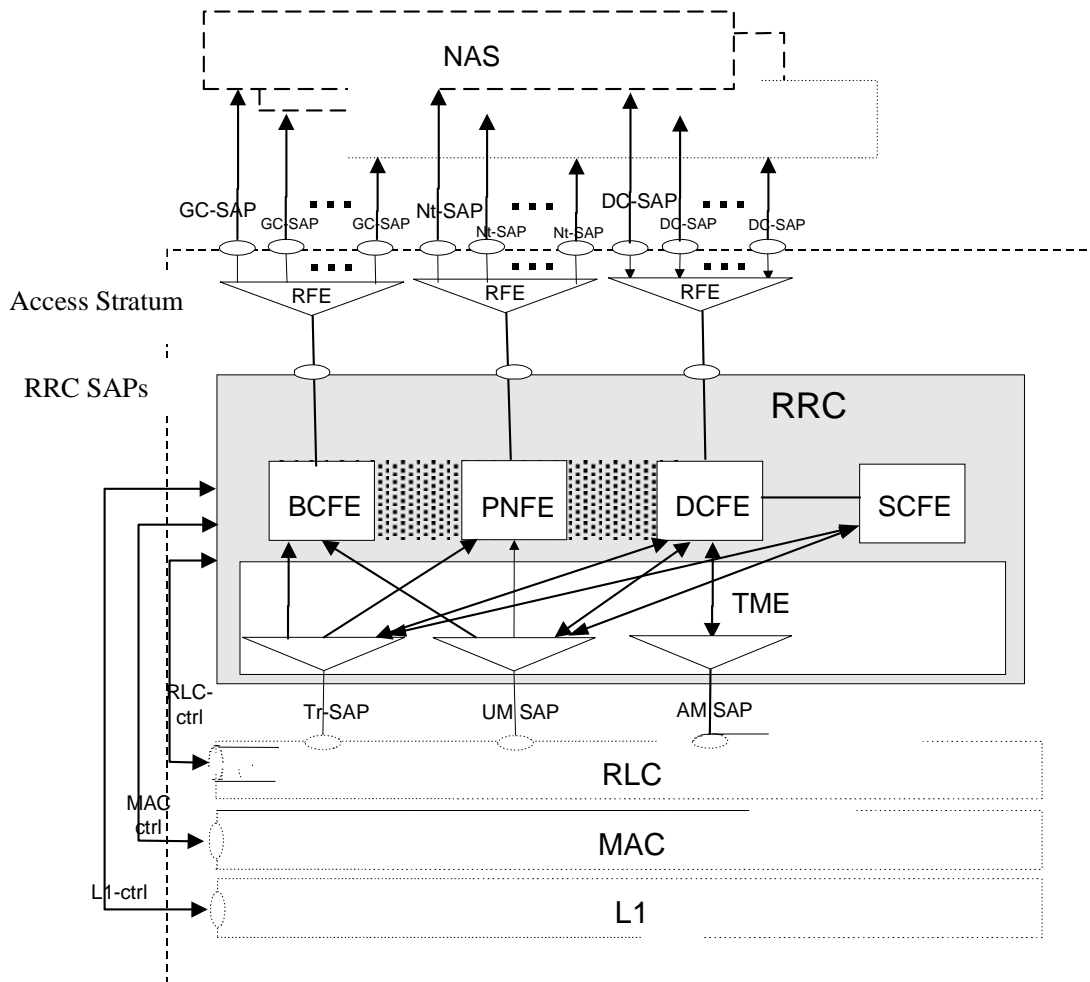 NAS
GC-SAP
GC-SAP
GC-SAP
Nt-SAP
Nt-SAP
Nt-SAP
DC-SAP
DC-SAP
DC-SAP
RFE
RFE
RFE
Access Stratum
RRC SAPs
RRC
BCFE
PNFE
DCFE
SCFE
TME
RLC-
ctrl
Tr-SAP
UM SAP
AM SAP
RLC
MAC
ctrl
MAC
L1-ctrl
L1